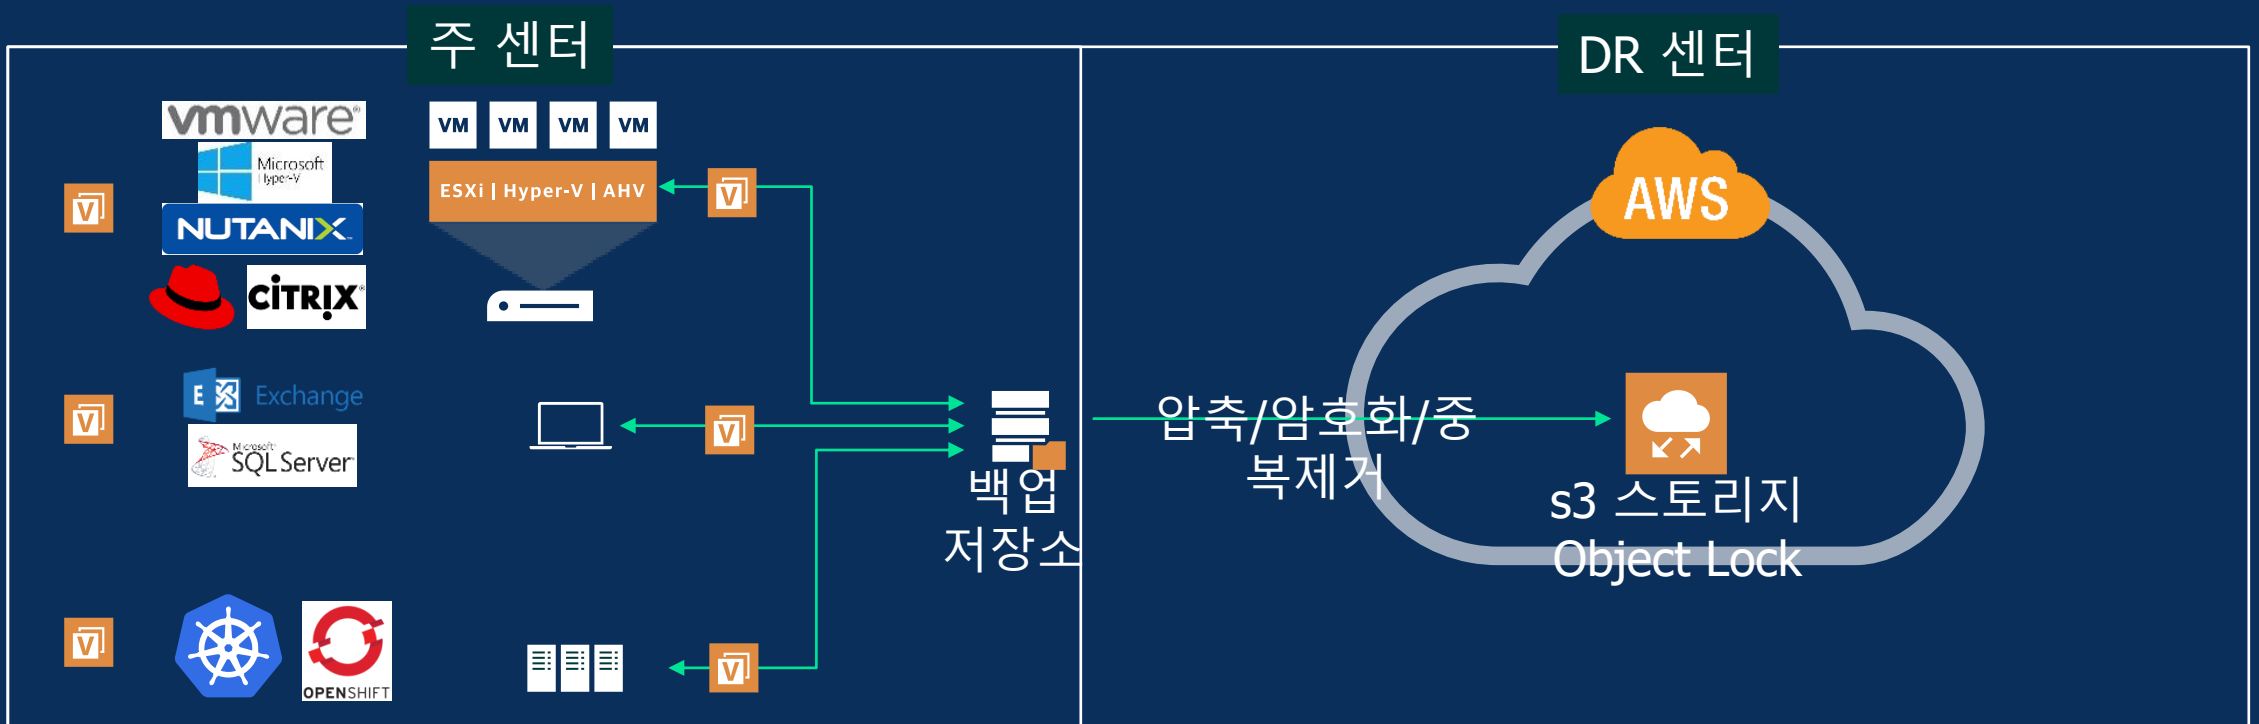 주 센터
DR 센터
vmware®
VM VM VM VM
Microsoft
Hyper-V
ESXi | Hyper-V | AHV
V
V
NUTANIX
CITRIX
AWS
E Exchange
V
V
Microsoft®
SQL Server
압축/암호화/중
복제거
백업
저장소
s3 스토리지
Object Lock
V
V
OPENSHIFT